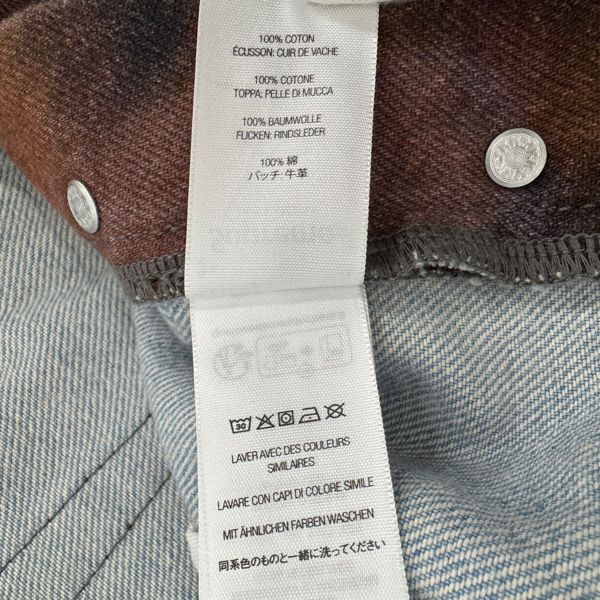 100% COTON
ÉCUSSON: CUIR DE VACHE
100% COTONE
TOPPA: PELLE DI MUCCA
100% BAUMWOLLE
FLICKEN: RINDSLEDER
100% 綿
パッチ: 牛革
30
LAVER AVEC DES COULEURS
SIMILAIRES
LAVARE CON CAPI DI COLORE SIMILE
MIT ÄHNLICHEN FARBEN WASCHEN
同系色のものと一緒に洗ってください